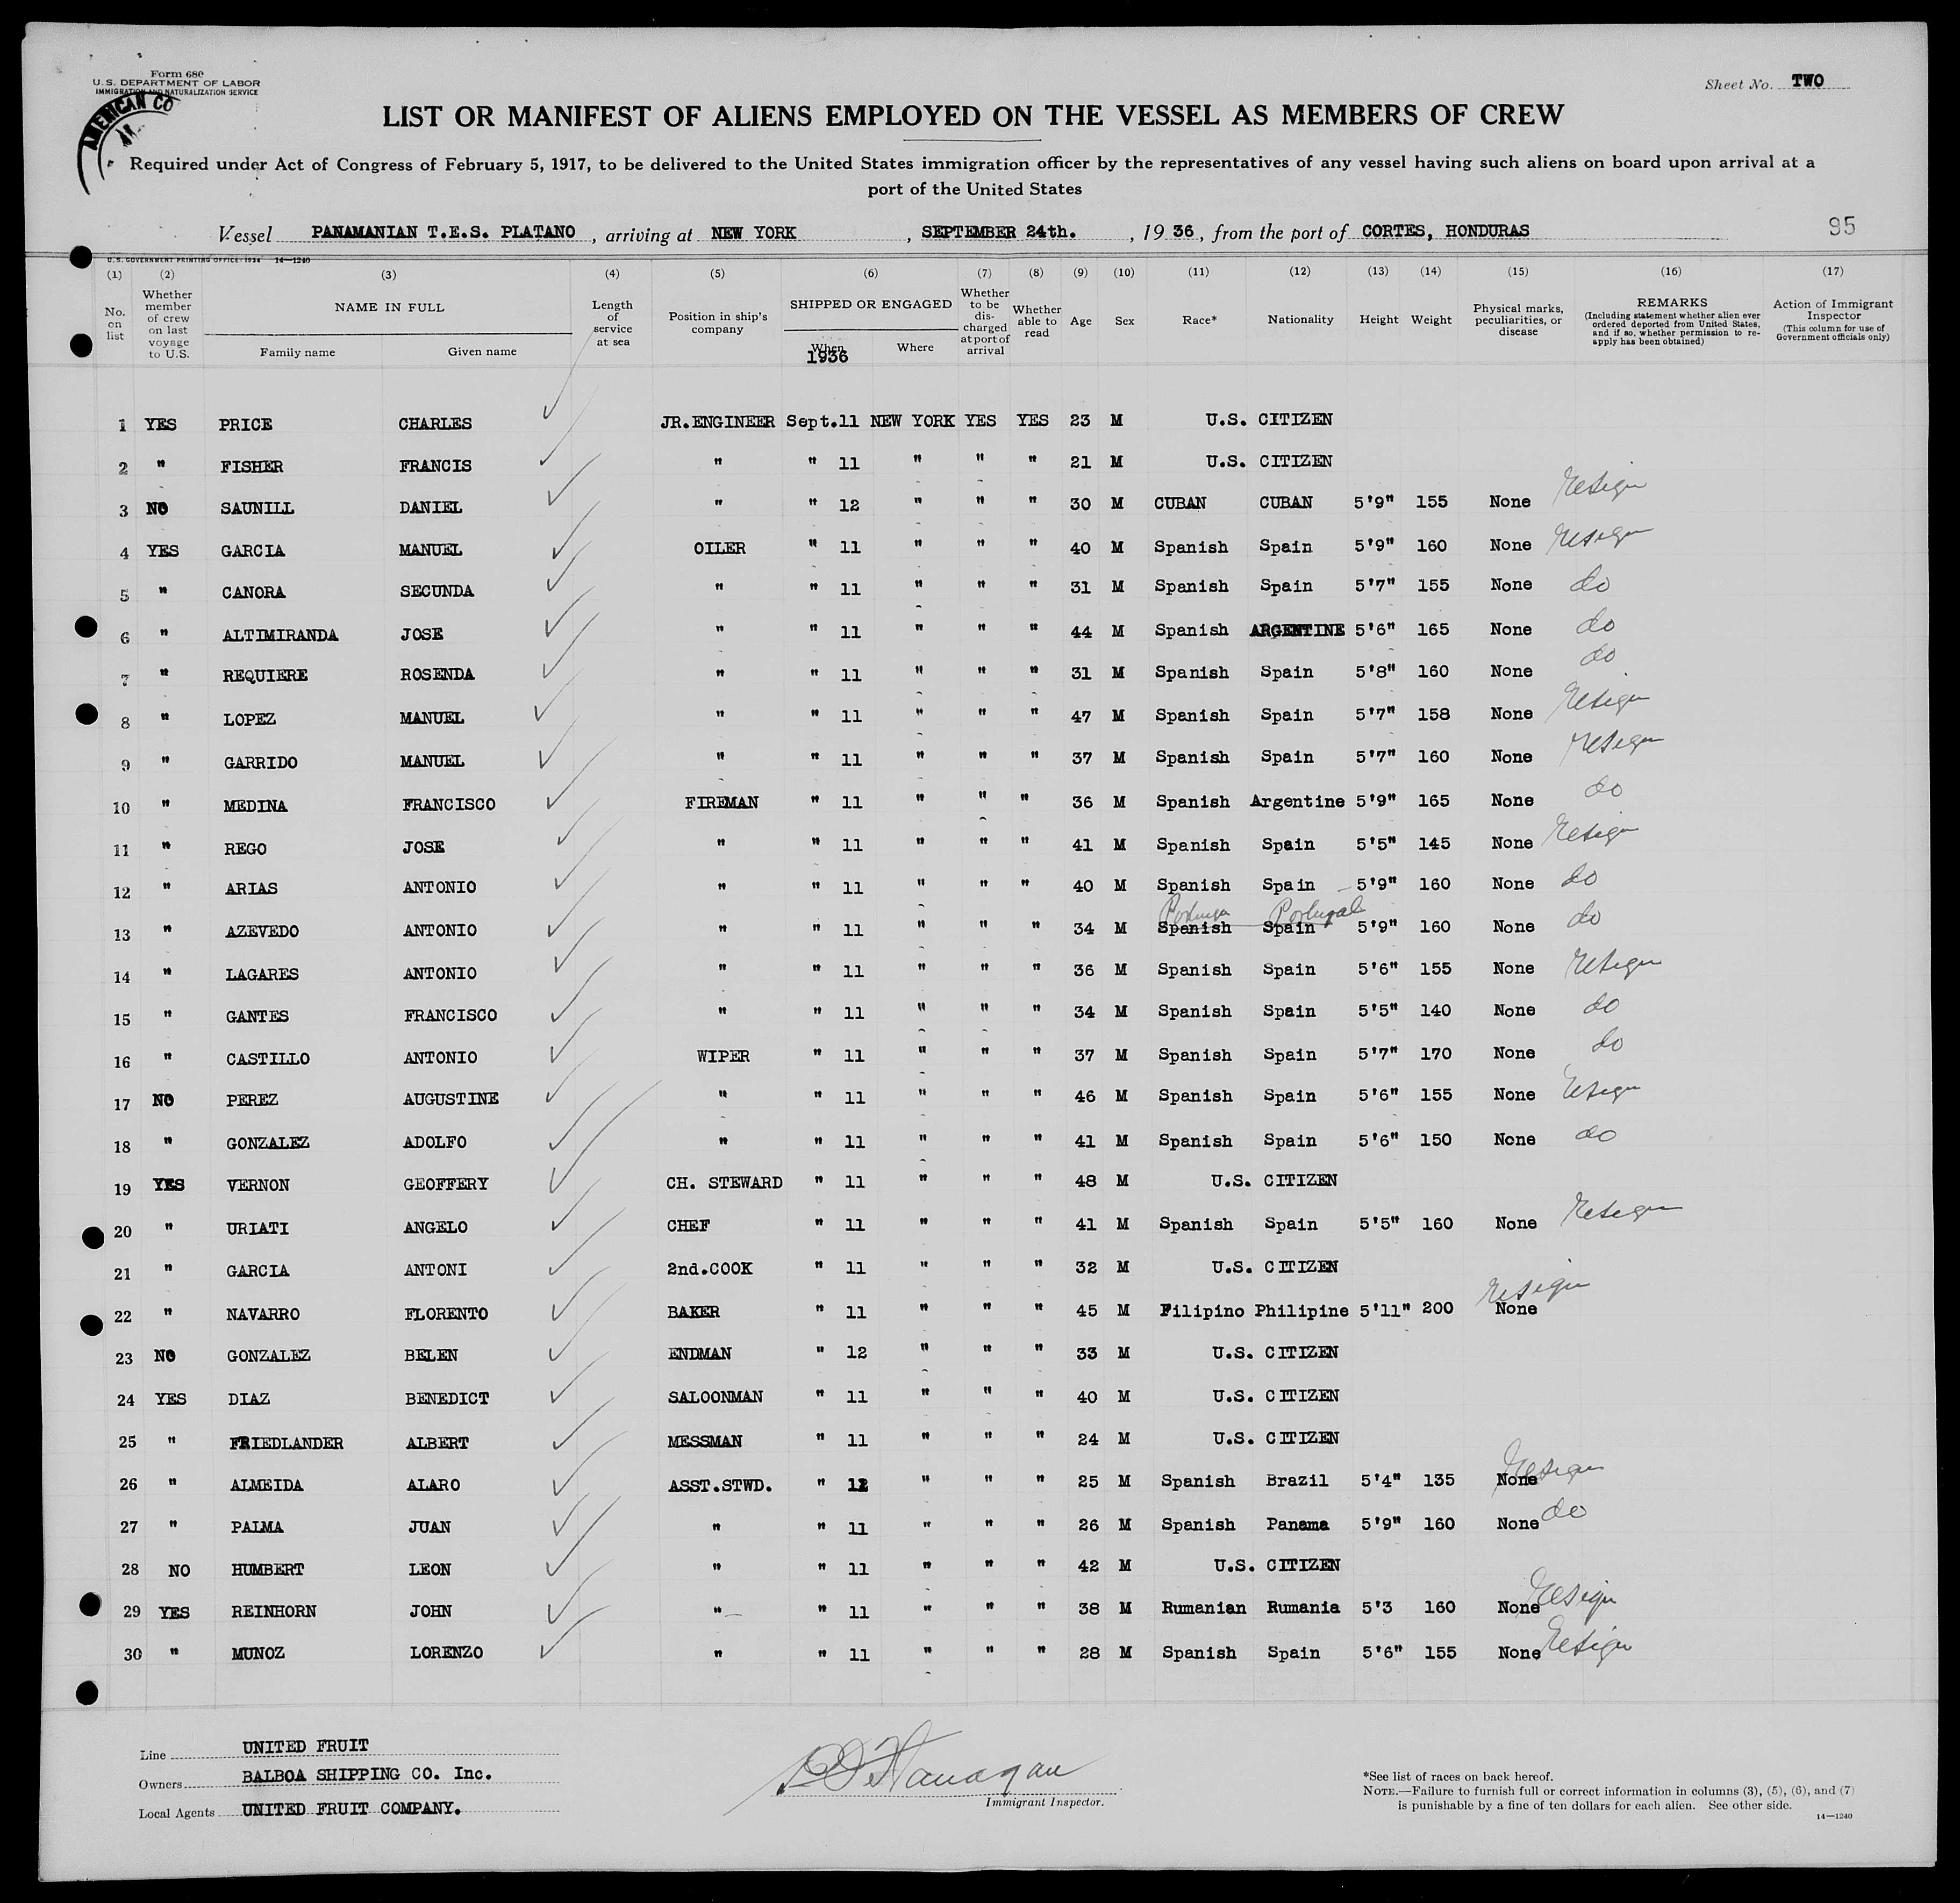 Form 680
U. S. DEPARTMENT OF LABOR
IMMIGRATION AND NATURALIZATION SERVICE
AMERICAN CO
Sheet No. TWO
LIST OR MANIFEST OF ALIENS EMPLOYED ON THE VESSEL AS MEMBERS OF CREW
Required under Act of Congress of February 5, 1917, to be delivered to the United States immigration officer by the representatives of any vessel having such aliens on board upon arrival at a
port of the United States
Vessel PANAMANIAN T.E.S. PLATANO, arriving at NEW YORK, SEPTEMBER 24th., 1936, from the port of CORTES, HONDURAS 95
U. S. GOVERNMENT PRINTING OFFICE: 1934 14—1240
(1) (2) (3) (4) (5) (6) (7) (8) (9) (10) (11) (12) (13) (14) (15) (16) (17)
No. on list
Whether member of crew on last voyage to U.S.
NAME IN FULL
Family name Given name
Length of service at sea
Position in ship's company
SHIPPED OR ENGAGED
When Where
1936
Whether to be discharged at port of arrival
Whether able to read
Age
Sex
Race*
Nationality
Height
Weight
Physical marks, peculiarities, or disease
REMARKS
(Including statement whether alien ever ordered deported from United States, and if so, whether permission to reapply has been obtained)
Action of Immigrant Inspector
(This column for use of Government officials only)
1 YES PRICE CHARLES JR.ENGINEER Sept.11 NEW YORK YES YES 23 M U.S. CITIZEN
2 " FISHER FRANCIS " " 11 " " " 21 M U.S. CITIZEN
3 NO SAUNILL DANIEL " " 12 " " " 30 M CUBAN CUBAN 5'9" 155 None Resign
4 YES GARCIA MANUEL OILER " 11 " " " 40 M Spanish Spain 5'9" 160 None Resign
5 " CANORA SECUNDA " " 11 " " " 31 M Spanish Spain 5'7" 155 None do
6 " ALTIMIRANDA JOSE " " 11 " " " 44 M Spanish ARGENTINE 5'6" 165 None do
7 " REQUIERE ROSENDA " " 11 " " " 31 M Spanish Spain 5'8" 160 None do
8 " LOPEZ MANUEL " " 11 " " " 47 M Spanish Spain 5'7" 158 None Resign
9 " GARRIDO MANUEL " " 11 " " " 37 M Spanish Spain 5'7" 160 None Resign
10 " MEDINA FRANCISCO FIREMAN " 11 " " " 36 M Spanish Argentine 5'9" 165 None do
11 " REGO JOSE " " 11 " " " 41 M Spanish Spain 5'5" 145 None Resign
12 " ARIAS ANTONIO " " 11 " " " 40 M Spanish Spain 5'9" 160 None do
Portugal
13 " AZEVEDO ANTONIO " " 11 " " " 34 M Spanish Spain 5'9" 160 None do
14 " LAGARES ANTONIO " " 11 " " " 36 M Spanish Spain 5'6" 155 None Resign
15 " GANTES FRANCISCO " " 11 " " " 34 M Spanish Spain 5'5" 140 None do
16 " CASTILLO ANTONIO WIPER " 11 " " " 37 M Spanish Spain 5'7" 170 None do
17 NO PEREZ AUGUSTINE " " 11 " " " 46 M Spanish Spain 5'6" 155 None Resign
18 " GONZALEZ ADOLFO " " 11 " " " 41 M Spanish Spain 5'6" 150 None do
19 YES VERNON GEOFFERY CH. STEWARD " 11 " " " 48 M U.S. CITIZEN
20 " URIATI ANGELO CHEF " 11 " " " 41 M Spanish Spain 5'5" 160 None Resign
21 " GARCIA ANTONI 2nd.COOK " 11 " " " 32 M U.S. CITIZEN
22 " NAVARRO FLORENTO BAKER " 11 " " " 45 M Filipino Philipine 5'11" 200 None Resign
23 NO GONZALEZ BELEN ENDMAN " 12 " " " 33 M U.S. CITIZEN
24 YES DIAZ BENEDICT SALOONMAN " 11 " " " 40 M U.S. CITIZEN
25 " FRIEDLANDER ALBERT MESSMAN " 11 " " " 24 M U.S. CITIZEN
26 " ALMEIDA ALARO ASST.STWD. " 12 " " " 25 M Spanish Brazil 5'4" 135 None Resign
27 " PALMA JUAN " " 11 " " " 26 M Spanish Panama 5'9" 160 None do
28 NO HUMBERT LEON " " 11 " " " 42 M U.S. CITIZEN
29 YES REINHORN JOHN " " 11 " " " 38 M Rumanian Rumania 5'3 160 None Resign
30 " MUNOZ LORENZO " " 11 " " " 28 M Spanish Spain 5'6" 155 None Resign
Line UNITED FRUIT
Owners BALBOA SHIPPING CO. Inc.
Local Agents UNITED FRUIT COMPANY.
Immigrant Inspector.
*See list of races on back hereof.
NOTE.—Failure to furnish full or correct information in columns (3), (5), (6), and (7)
is punishable by a fine of ten dollars for each alien. See other side.
14—1240